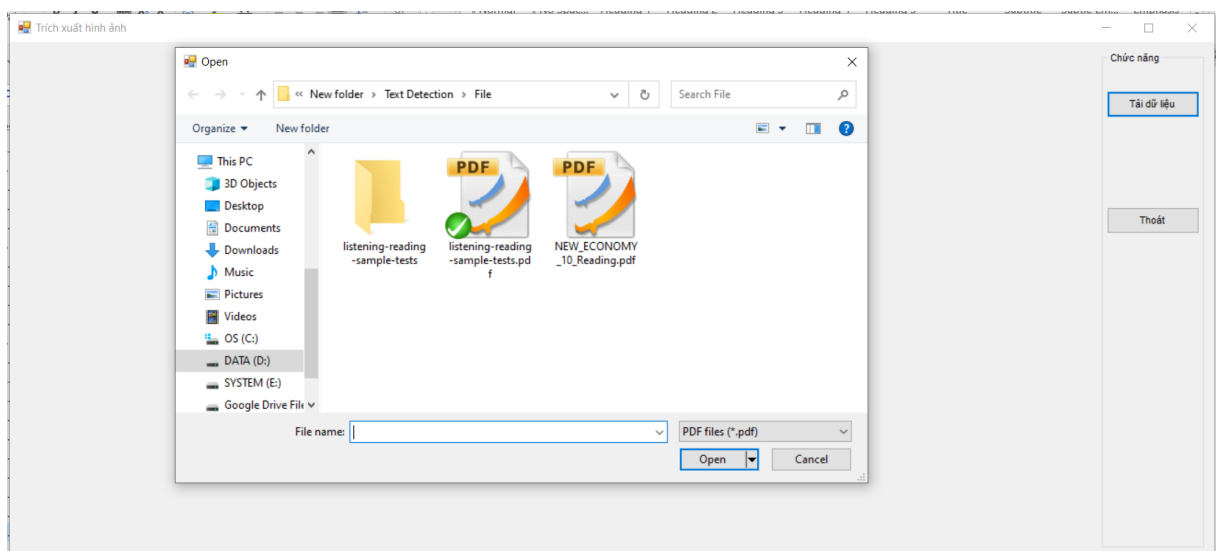 Trích xuất hình ảnh
Open
« New folder › Text Detection › File
Search File
Organize
New folder
This PC
3D Objects
Desktop
Documents
Downloads
Music
Pictures
Videos
OS (C:)
DATA (D:)
SYSTEM (E:)
Google Drive File
PDF
PDF
listening-reading
-sample-tests
listening-reading
-sample-tests.pd
f
NEW_ECONOMY
_10_Reading.pdf
File name:
PDF files (*.pdf)
Open
Cancel
Chức năng
Tải dữ liệu
Thoát